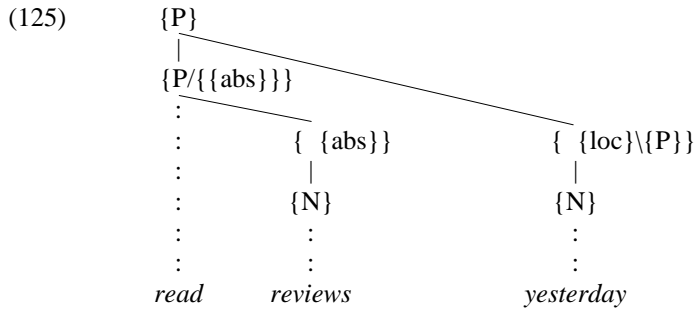 (125) {P}
{P/{{abs}}}
{ {abs}} { {loc}\{P}}
{N} {N}
read reviews yesterday